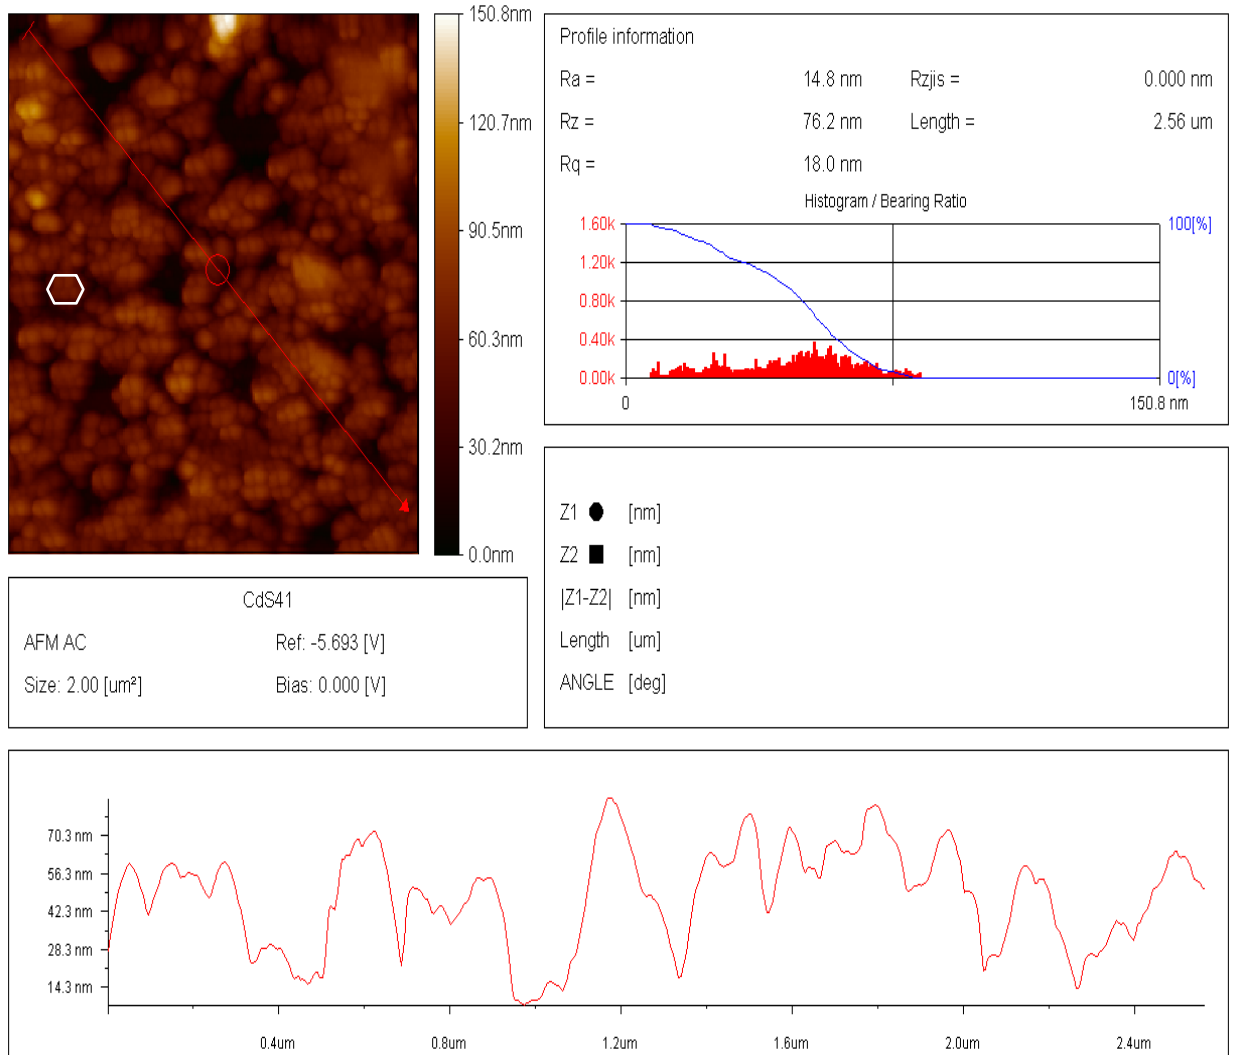 150.8nm
120.7nm
90.5nm
60.3nm
30.2nm
0.0nm
Profile information
Ra = 14.8 nm Rzjis = 0.000 nm
Rz = 76.2 nm Length = 2.56 um
Rq = 18.0 nm
Histogram / Bearing Ratio
1.60k 100[%]
1.20k
0.80k
0.40k
0.00k 0[%]
0 150.8 nm
CdS41
AFM AC Ref: -5.693 [V]
Size: 2.00 [um²] Bias: 0.000 [V]
Z1 [nm]
Z2 [nm]
|Z1-Z2| [nm]
Length [um]
ANGLE [deg]
70.3 nm
56.3 nm
42.3 nm
28.3 nm
14.3 nm
0.4um 0.8um 1.2um 1.6um 2.0um 2.4um